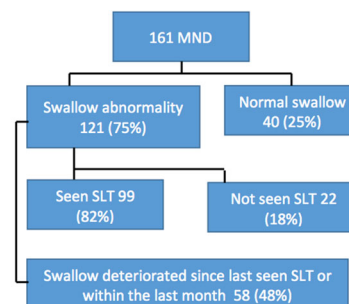 161 MND
Swallow abnormality
121 (75%)
Normal swallow
40 (25%)
Seen SLT 99
(82%)
Not seen SLT 22
(18%)
Swallow deteriorated since last seen SLT or
within the last month 58 (48%)